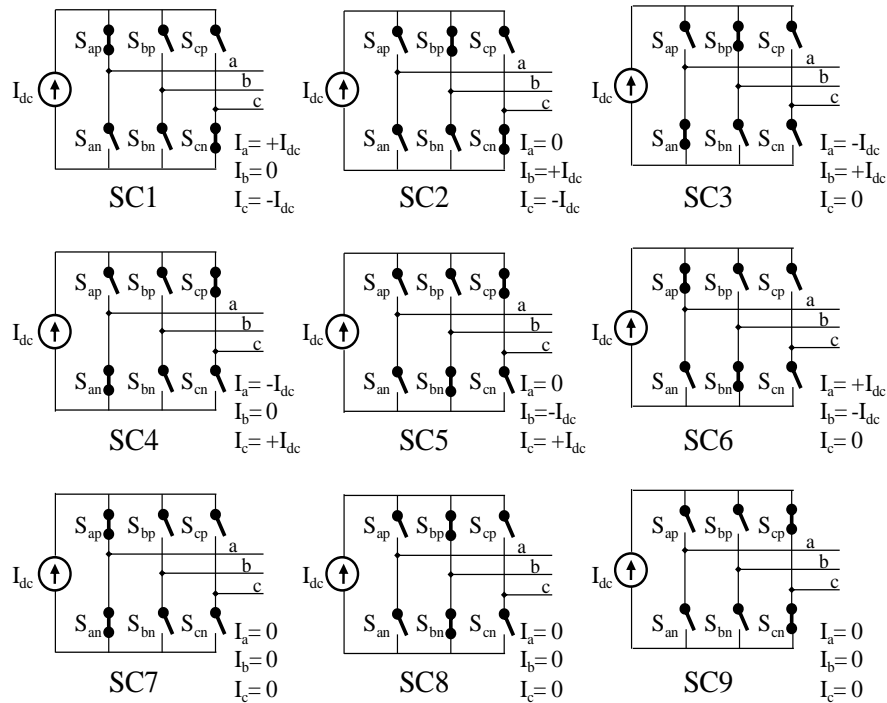 S_ap S_bp S_cp
a
b
c
I_dc
S_an S_bn S_cn
I_a= +I_dc
I_b= 0
I_c= -I_dc
SC1
S_ap S_bp S_cp
a
b
c
I_dc
S_an S_bn S_cn
I_a= 0
I_b=+I_dc
I_c= -I_dc
SC2
S_ap S_bp S_cp
a
b
c
I_dc
S_an S_bn S_cn
I_a= -I_dc
I_b= +I_dc
I_c= 0
SC3
S_ap S_bp S_cp
a
b
c
I_dc
S_an S_bn S_cn
I_a= -I_dc
I_b= 0
I_c= +I_dc
SC4
S_ap S_bp S_cp
a
b
c
I_dc
S_an S_bn S_cn
I_a= 0
I_b=-I_dc
I_c= +I_dc
SC5
S_ap S_bp S_cp
a
b
c
I_dc
S_an S_bn S_cn
I_a= +I_dc
I_b= -I_dc
I_c= 0
SC6
S_ap S_bp S_cp
a
b
c
I_dc
S_an S_bn S_cn
I_a= 0
I_b= 0
I_c= 0
SC7
S_ap S_bp S_cp
a
b
c
I_dc
S_an S_bn S_cn
I_a= 0
I_b= 0
I_c= 0
SC8
S_ap S_bp S_cp
a
b
c
I_dc
S_an S_bn S_cn
I_a= 0
I_b= 0
I_c= 0
SC9